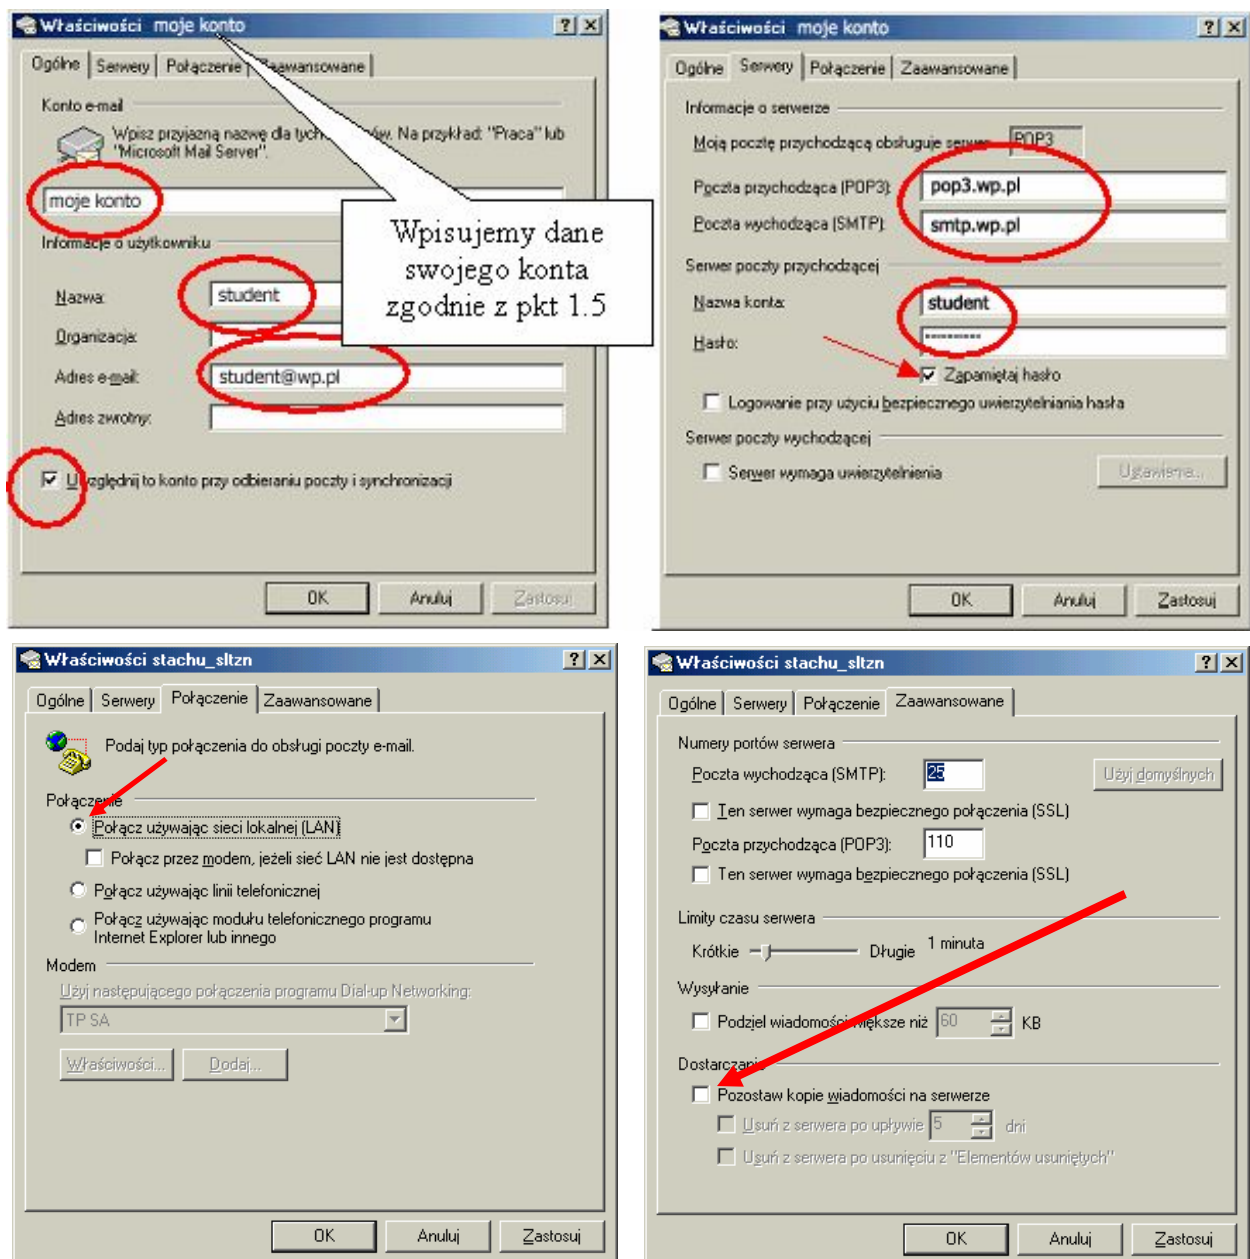 Właściwości moje konto
Ogólne Serwery Połączenie Zaawansowane
Konto e-mail
Wpisz przyjazną nazwę dla tych. Na przykład: "Praca" lub
"Microsoft Mail Server".
moje konto
Informacje o użytkowniku
Nazwa: student
Organizacja:
Adres e-mail: student@wp.pl
Adres zwrotny:
Uwzględnij to konto przy odbieraniu poczty i synchronizacji
OK Anuluj Zastosuj
Wpisujemy dane
swojego konta
zgodnie z pkt 1.5
Właściwości moje konto
Ogólne Serwery Połączenie Zaawansowane
Informacje o serwerze
Moją pocztę przychodzącą obsługuje serwer POP3
Poczta przychodząca (POP3): pop3.wp.pl
Poczta wychodząca (SMTP): smtp.wp.pl
Serwer poczty przychodzącej
Nazwa konta: student
Hasło:
Zapamiętaj hasło
Logowanie przy użyciu bezpiecznego uwierzytelniania hasła
Serwer poczty wychodzącej
Serwer wymaga uwierzytelnienia Ustawienia...
OK Anuluj Zastosuj
Właściwości stachu_sltzn
Ogólne Serwery Połączenie Zaawansowane
Podaj typ połączenia do obsługi poczty e-mail.
Połączenie
Połącz używając sieci lokalnej (LAN)
Połącz przez modem, jeżeli sieć LAN nie jest dostępna
Połącz używając linii telefonicznej
Połącz używając modułu telefonicznego programu
Internet Explorer lub innego
Modem
Użyj następującego połączenia programu Dial-up Networking:
TP SA
Właściwości... Dodaj...
OK Anuluj Zastosuj
Właściwości stachu_sltzn
Ogólne Serwery Połączenie Zaawansowane
Numery portów serwera
Poczta wychodząca (SMTP): 25 Użyj domyślnych
Ten serwer wymaga bezpiecznego połączenia (SSL)
Poczta przychodząca (POP3): 110
Ten serwer wymaga bezpiecznego połączenia (SSL)
Limity czasu serwera
Krótkie Długie 1 minuta
Wysyłanie
Podziel wiadomości większe niż 60 KB
Dostarczanie
Pozostaw kopie wiadomości na serwerze
Usuń z serwera po upływie 5 dni
Usuń z serwera po usunięciu z "Elementów usuniętych"
OK Anuluj Zastosuj